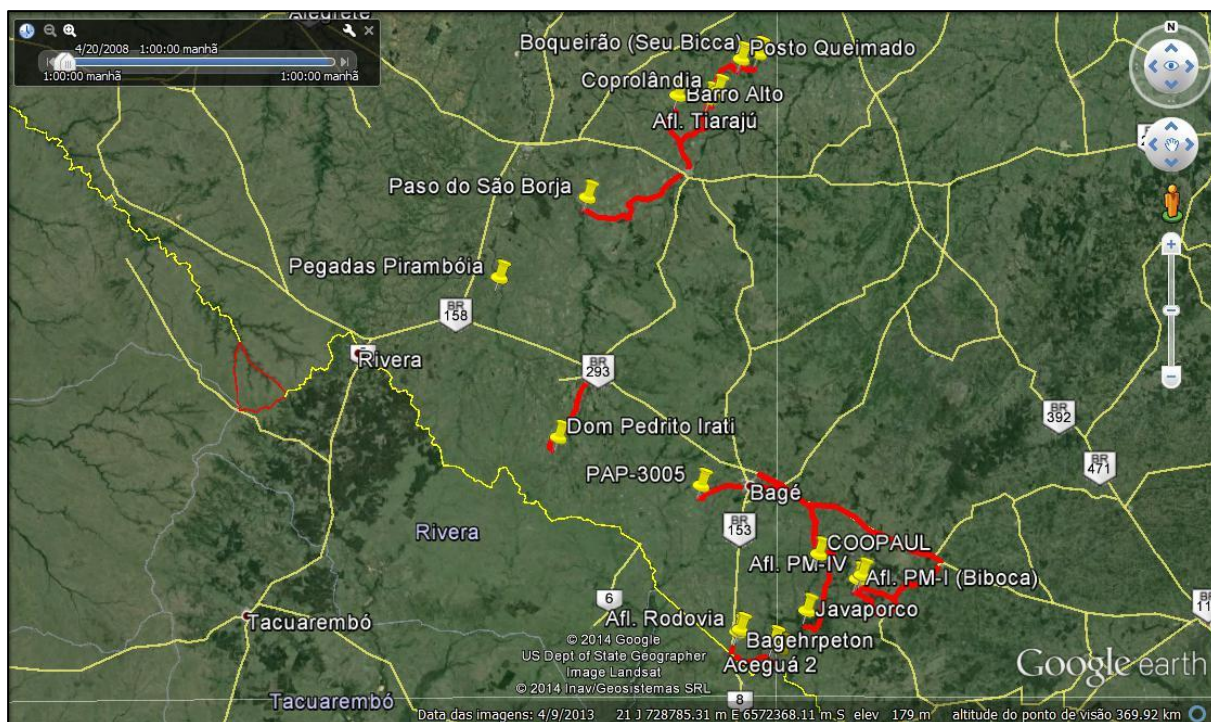 Alegrete
4/20/2008 1:00:00 manhã
1:00:00 manhã
1:00:00 manhã
N
Boqueirão (Seu Bicca)
Posto Queimado
Coprolândia
Barro Alto
Afl. Tiarajú
BR
Paso do São Borja
Pegadas Pirambóia
BR
158
Rivera
BR
293
BR
392
BR
471
Dom Pedrito Irati
PAP-3005
Bagé
BR
153
Rivera
COOPAUL
Afl. PM-IV
Afl. PM-I (Biboca)
6
Javaporco
BR
11
Afl. Rodovia
Tacuarembó
Bagehrpeton
© 2014 Google
US Dept of State Geographer
Aceguá 2
Image Landsat
© 2014 Inav/Geosistemas SRL
Google earth
Tacuarembó
8
Data das imagens: 4/9/2013 21 J 728785.31 m E 6572368.11 m S elev 179 m altitude do ponto de visão 369.92 km